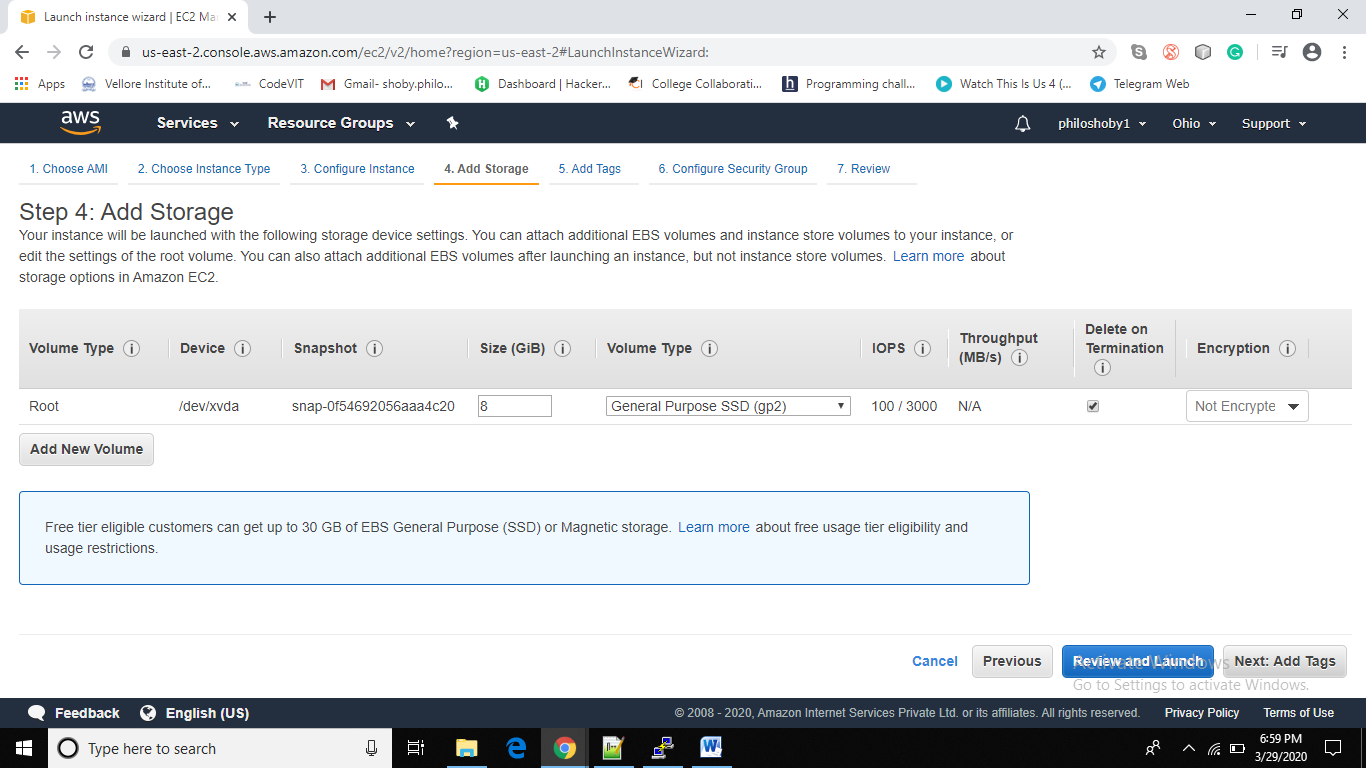 Launch instance wizard | EC2 Ma
us-east-2.console.aws.amazon.com/ec2/v2/home?region=us-east-2#LaunchInstanceWizard:
Apps Vellore Institute of... CodeVIT Gmail- shoby.philo... Dashboard | Hacker... College Collaborati... Programming chall... Watch This Is Us 4 (... Telegram Web
aws Services Resource Groups philoshoby1 Ohio Support
1. Choose AMI 2. Choose Instance Type 3. Configure Instance 4. Add Storage 5. Add Tags 6. Configure Security Group 7. Review
Step 4: Add Storage
Your instance will be launched with the following storage device settings. You can attach additional EBS volumes and instance store volumes to your instance, or
edit the settings of the root volume. You can also attach additional EBS volumes after launching an instance, but not instance store volumes. Learn more about
storage options in Amazon EC2.
Volume Type Device Snapshot Size (GiB) Volume Type IOPS Throughput (MB/s) Delete on Termination Encryption
Root /dev/xvda snap-0f54692056aaa4c20 8 General Purpose SSD (gp2) 100 / 3000 N/A Not Encrypte
Add New Volume
Free tier eligible customers can get up to 30 GB of EBS General Purpose (SSD) or Magnetic storage. Learn more about free usage tier eligibility and
usage restrictions.
Cancel Previous Review and Launch Next: Add Tags
Activate Windows
Go to Settings to activate Windows.
Feedback English (US) © 2008 - 2020, Amazon Internet Services Private Ltd. or its affiliates. All rights reserved. Privacy Policy Terms of Use
Type here to search 6:59 PM
3/29/2020